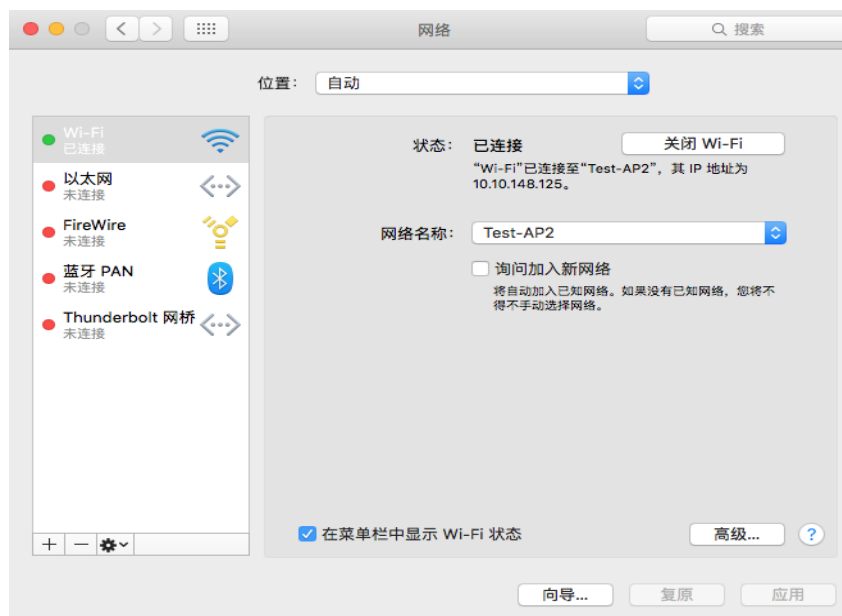 网络
搜索
位置：
自动
Wi-Fi
已连接
以太网
未连接
FireWire
未连接
蓝牙 PAN
未连接
Thunderbolt 网桥
未连接
状态：
已连接
关闭 Wi-Fi
“Wi-Fi”已连接至“Test-AP2”，其 IP 地址为
10.10.148.125。
网络名称：
Test-AP2
询问加入新网络
将自动加入已知网络。如果没有已知网络，您将不
得不手动选择网络。
在菜单栏中显示 Wi-Fi 状态
高级...
?
向导...
复原
应用